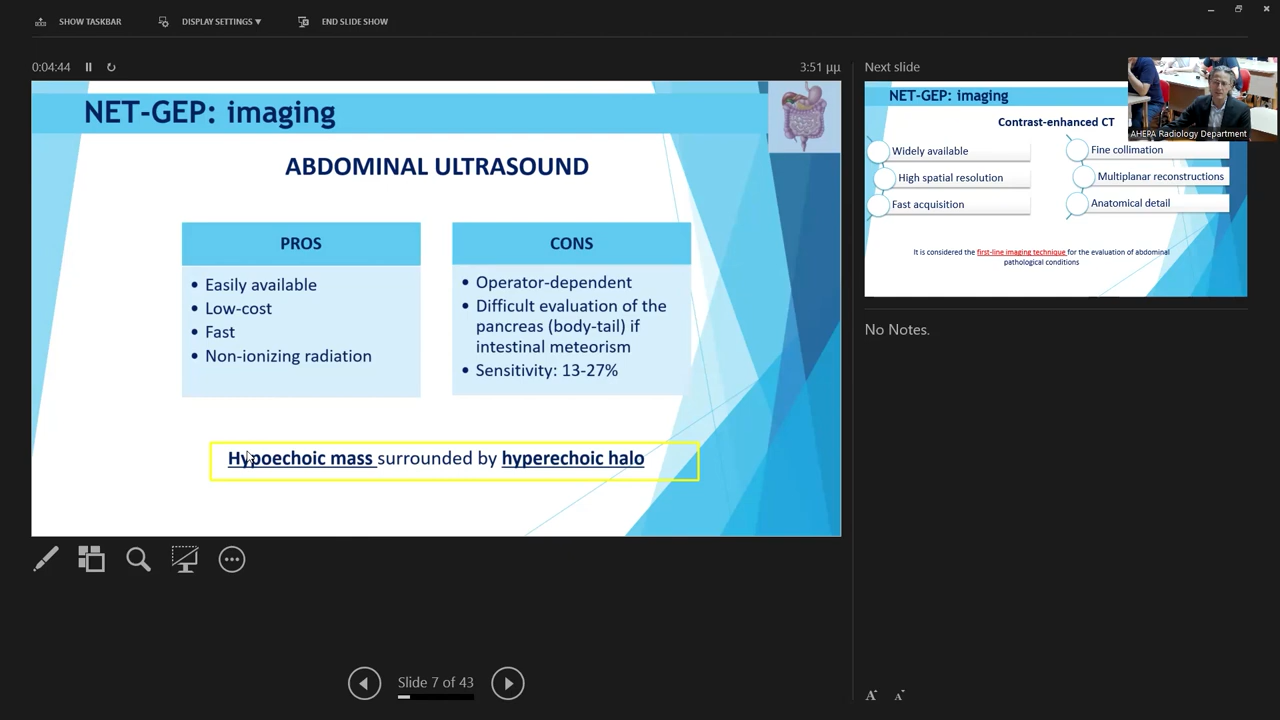 SHOW TASKBAR
DISPLAY SETTINGS ▼
END SLIDE SHOW
0:04:44
3:51 μμ
NET-GEP: imaging
ABDOMINAL ULTRASOUND
PROS
• Easily available
• Low-cost
• Fast
• Non-ionizing radiation
CONS
• Operator-dependent
• Difficult evaluation of the
pancreas (body-tail) if
intestinal meteorism
• Sensitivity: 13-27%
Hypoechoic mass surrounded by hyperechoic halo
Slide 7 of 43
Next slide
AHEPA Radiology Department
NET-GEP: imaging
Contrast-enhanced CT
Widely available
High spatial resolution
Fast acquisition
Fine collimation
Multiplanar reconstructions
Anatomical detail
It is considered the first-line imaging technique for the evaluation of abdominal
pathological conditions
No Notes.
A A